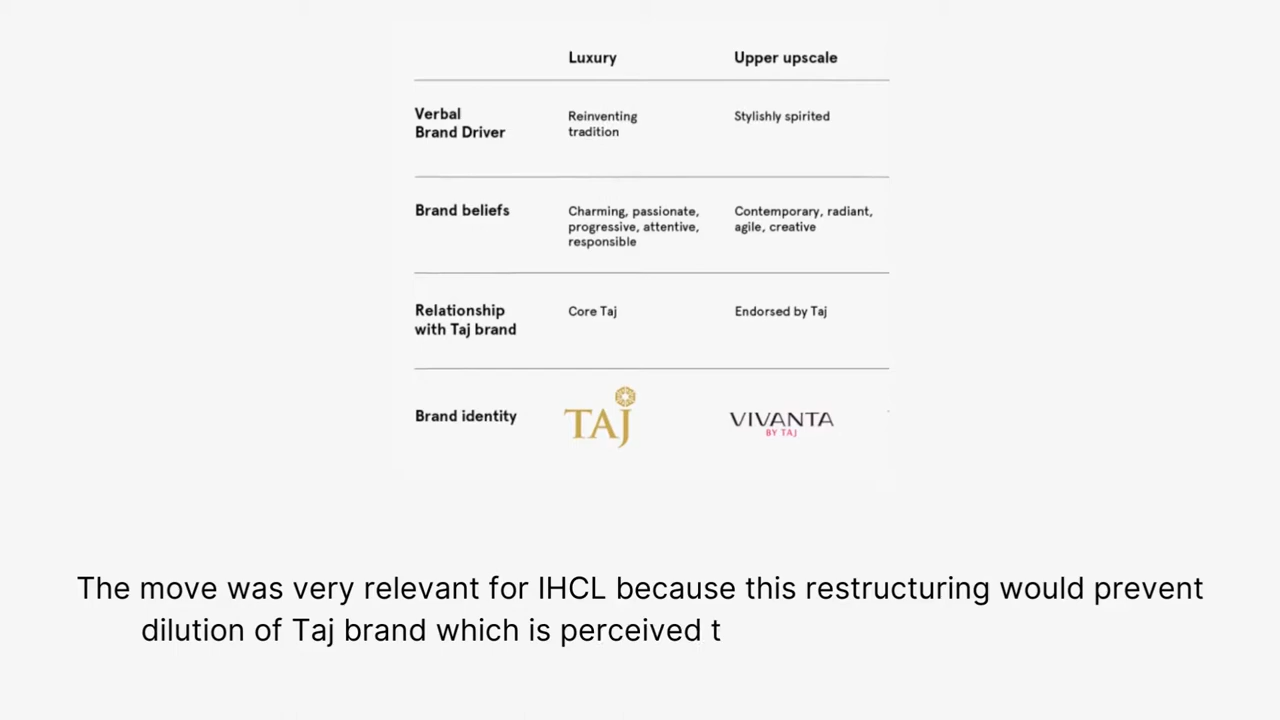 Luxury Upper upscale
Verbal Brand Driver
Reinventing tradition
Stylishly spirited
Brand beliefs
Charming, passionate,
progressive, attentive,
responsible
Contemporary, radiant,
agile, creative
Relationship
with Taj brand
Core Taj
Endorsed by Taj
Brand identity
TAJ
VIVANTA
BY TAJ
The move was very relevant for IHCL because this restructuring would prevent
dilution of Taj brand which is perceived t